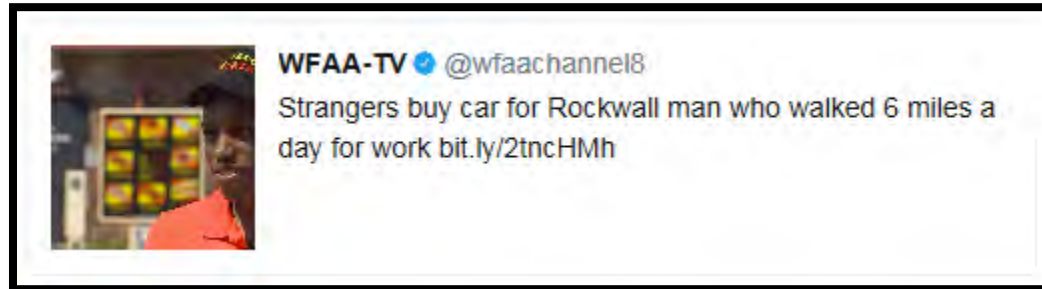 WFAA-TV @wfaachannel8
Strangers buy car for Rockwall man who walked 6 miles a
day for work bit.ly/2tncHMh